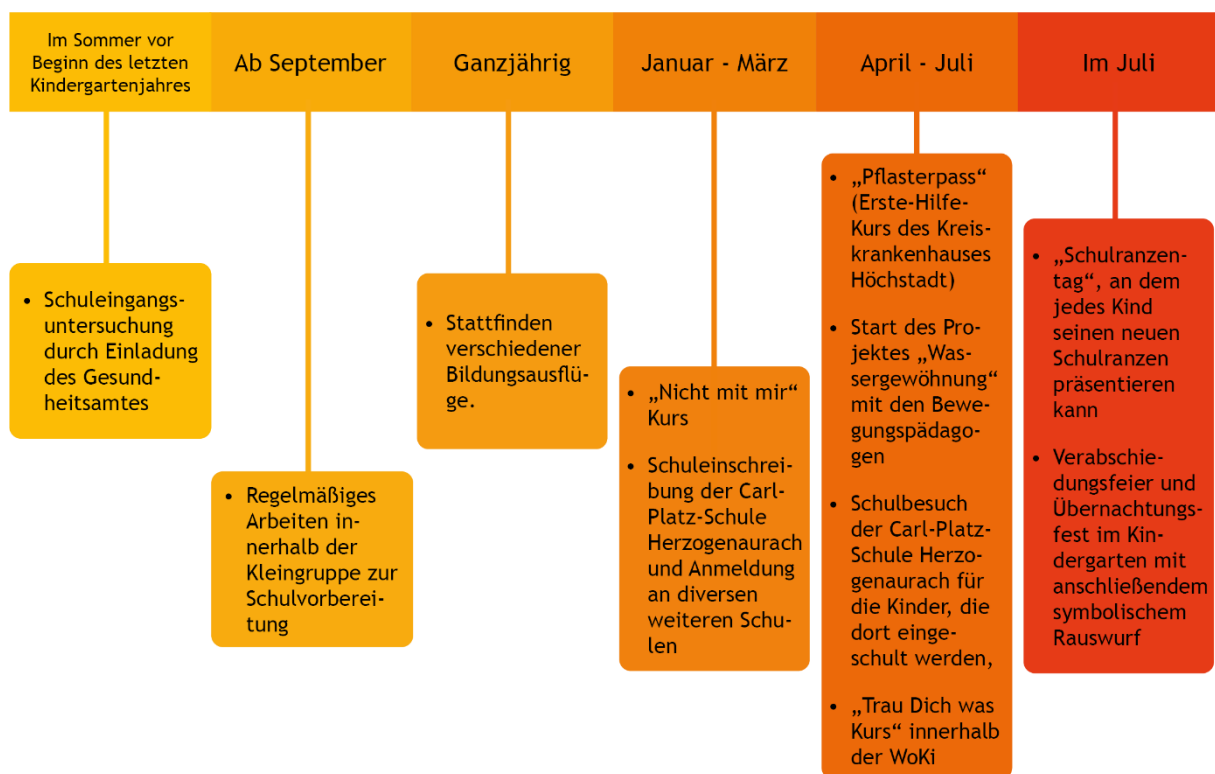 Im Sommer vor
Beginn des letzten
Kindergartenjahres
Ab September
Ganzjährig
Januar - März
April - Juli
Im Juli
• Schuleingangs-
untersuchung
durch Einladung
des Gesund-
heitsamtes
• Regelmäßiges
Arbeiten in-
nerhalb der
Kleingruppe zur
Schulvorberei-
tung
• Stattfinden
verschiedener
Bildungsausflü-
ge.
• „Nicht mit mir“
Kurs
• Schuleinschrei-
bung der Carl-
Platz-Schule
Herzogenaurach
und Anmeldung
an diversen
weiteren Schu-
len
• „Pflasterpass“
(Erste-Hilfe-
Kurs des Kreis-
krankenhauses
Höchstadt)
• Start des Pro-
jektes „Was-
sergewöhnung“
mit den Bewe-
gungspädago-
gen
• Schulbesuch
der Carl-Platz-
Schule Herzo-
genaurach für
die Kinder, die
dort einge-
schult werden,
• „Trau Dich was
Kurs“ innerhalb
der WoKi
• „Schulranzen-
tag“, an dem
jedes Kind
seinen neuen
Schulranzen
präsentieren
kann
• Verabschie-
dungsfeier und
Übernachtungs-
fest im Kin-
dergarten mit
anschließendem
symbolischem
Rauswurf